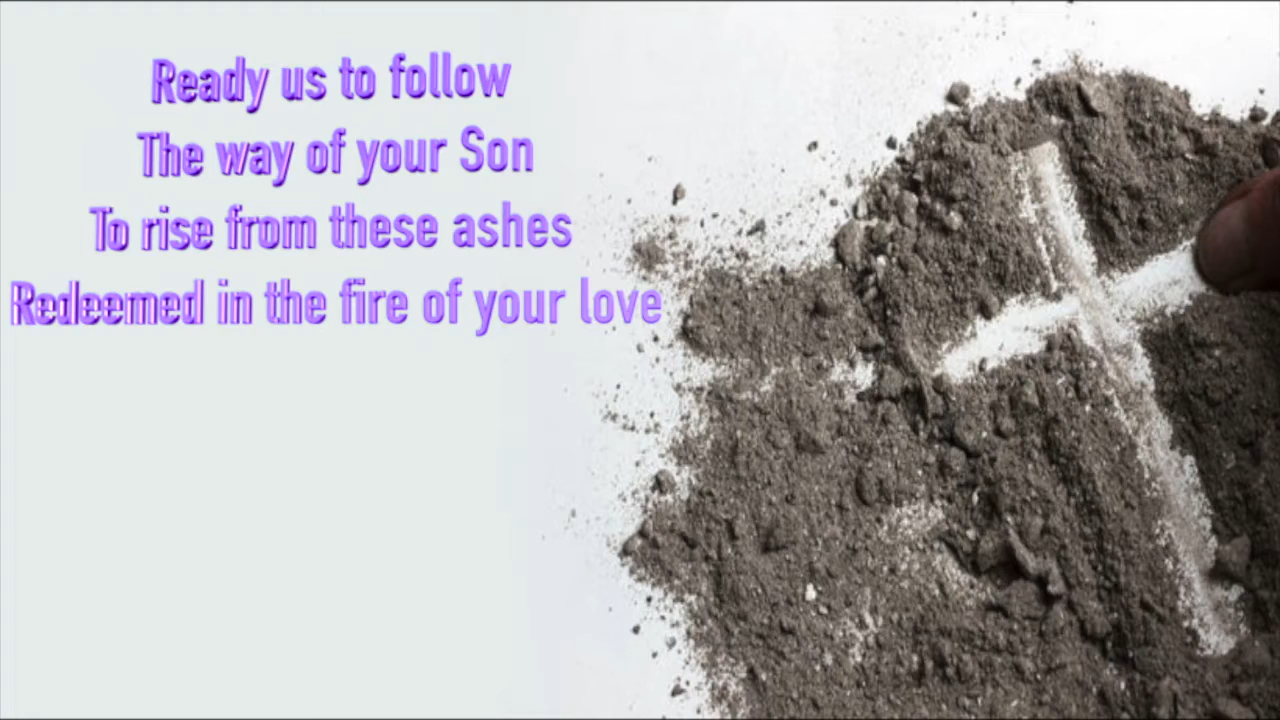 Ready us to follow
The way of your Son
To rise from these ashes
Redeemed in the fire of your love